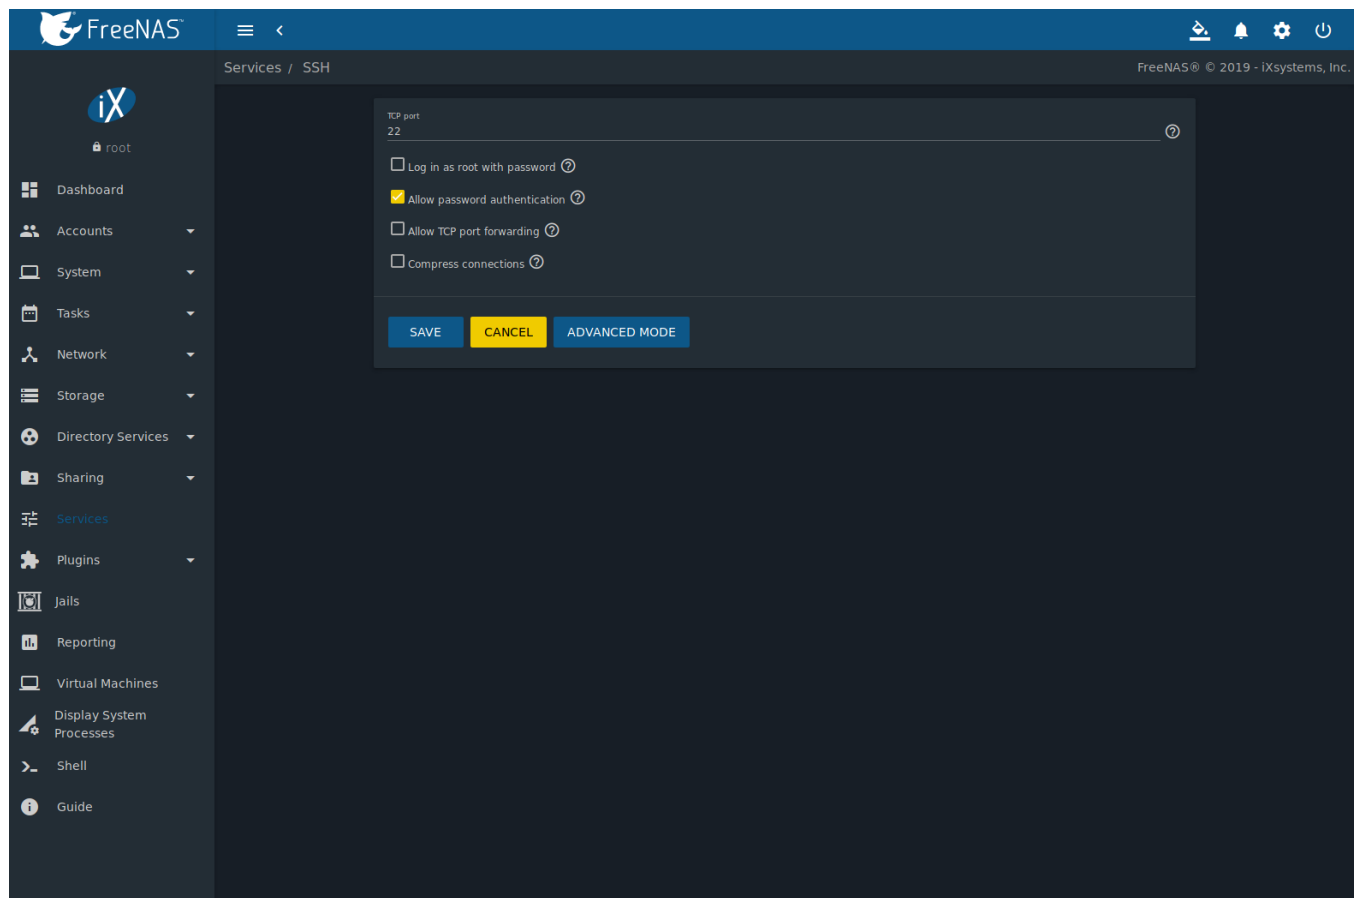 FreeNAS™
Services / SSH
FreeNAS® © 2019 - iXsystems, Inc.
iX
root
Dashboard
Accounts
System
Tasks
Network
Storage
Directory Services
Sharing
Services
Plugins
Jails
Reporting
Virtual Machines
Display System
Processes
Shell
Guide
TCP port
22
Log in as root with password
Allow password authentication
Allow TCP port forwarding
Compress connections
SAVE
CANCEL
ADVANCED MODE